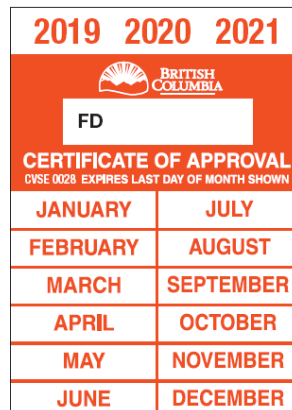 2019 2020 2021
BRITISH
COLUMBIA
FD
CERTIFICATE OF APPROVAL
CVSE 0028 EXPIRES LAST DAY OF MONTH SHOWN
JANUARY JULY
FEBRUARY AUGUST
MARCH SEPTEMBER
APRIL OCTOBER
MAY NOVEMBER
JUNE DECEMBER